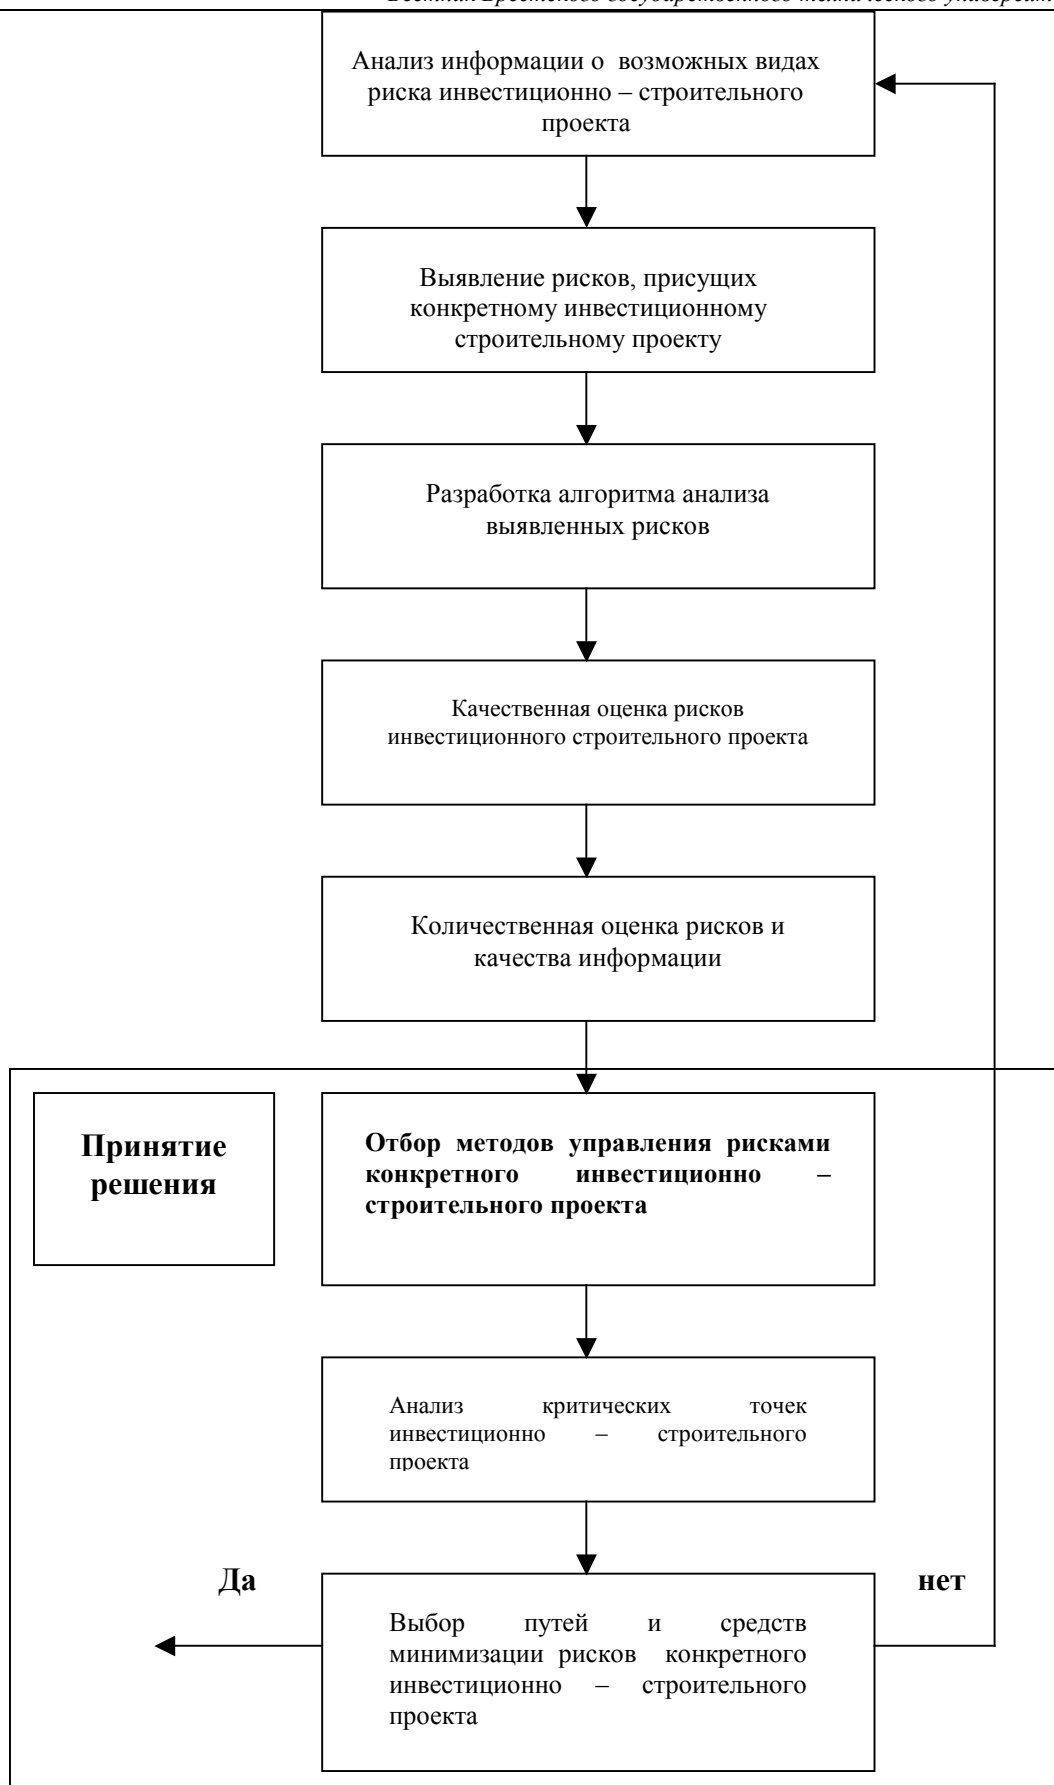 Вестник Брестского государственного технического
Анализ информации о возможных видах
риска инвестиционно – строительного
проекта
Выявление рисков, присущих
конкретному инвестиционному
строительному проекту
Разработка алгоритма анализа
выявленных рисков
Качественная оценка рисков
инвестиционного строительного проекта
Количественная оценка рисков и
качества информации
Принятие
решения
Отбор методов управления рисками
конкретного инвестиционно –
строительного проекта
Анализ критических точек
инвестиционно – строительного
проекта
Да
нет
Выбор путей и средств
минимизации рисков конкретного
инвестиционно – строительного
проекта